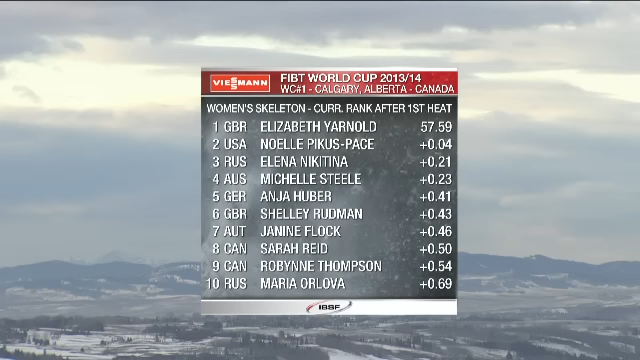 VIESSMANN
FIBT WORLD CUP 2013/14
WC#1 - CALGARY, ALBERTA - CANADA
WOMEN'S SKELETON - CURR. RANK AFTER 1ST HEAT
1 GBR ELIZABETH YARNOLD 57.59
2 USA NOELLE PIKUS-PACE +0.04
3 RUS ELENA NIKITINA +0.21
4 AUS MICHELLE STEELE +0.23
5 GER ANJA HUBER +0.41
6 GBR SHELLEY RUDMAN +0.43
7 AUT JANINE FLOCK +0.46
8 CAN SARAH REID +0.50
9 CAN ROBYNNE THOMPSON +0.54
10 RUS MARIA ORLOVA +0.69
IBSF